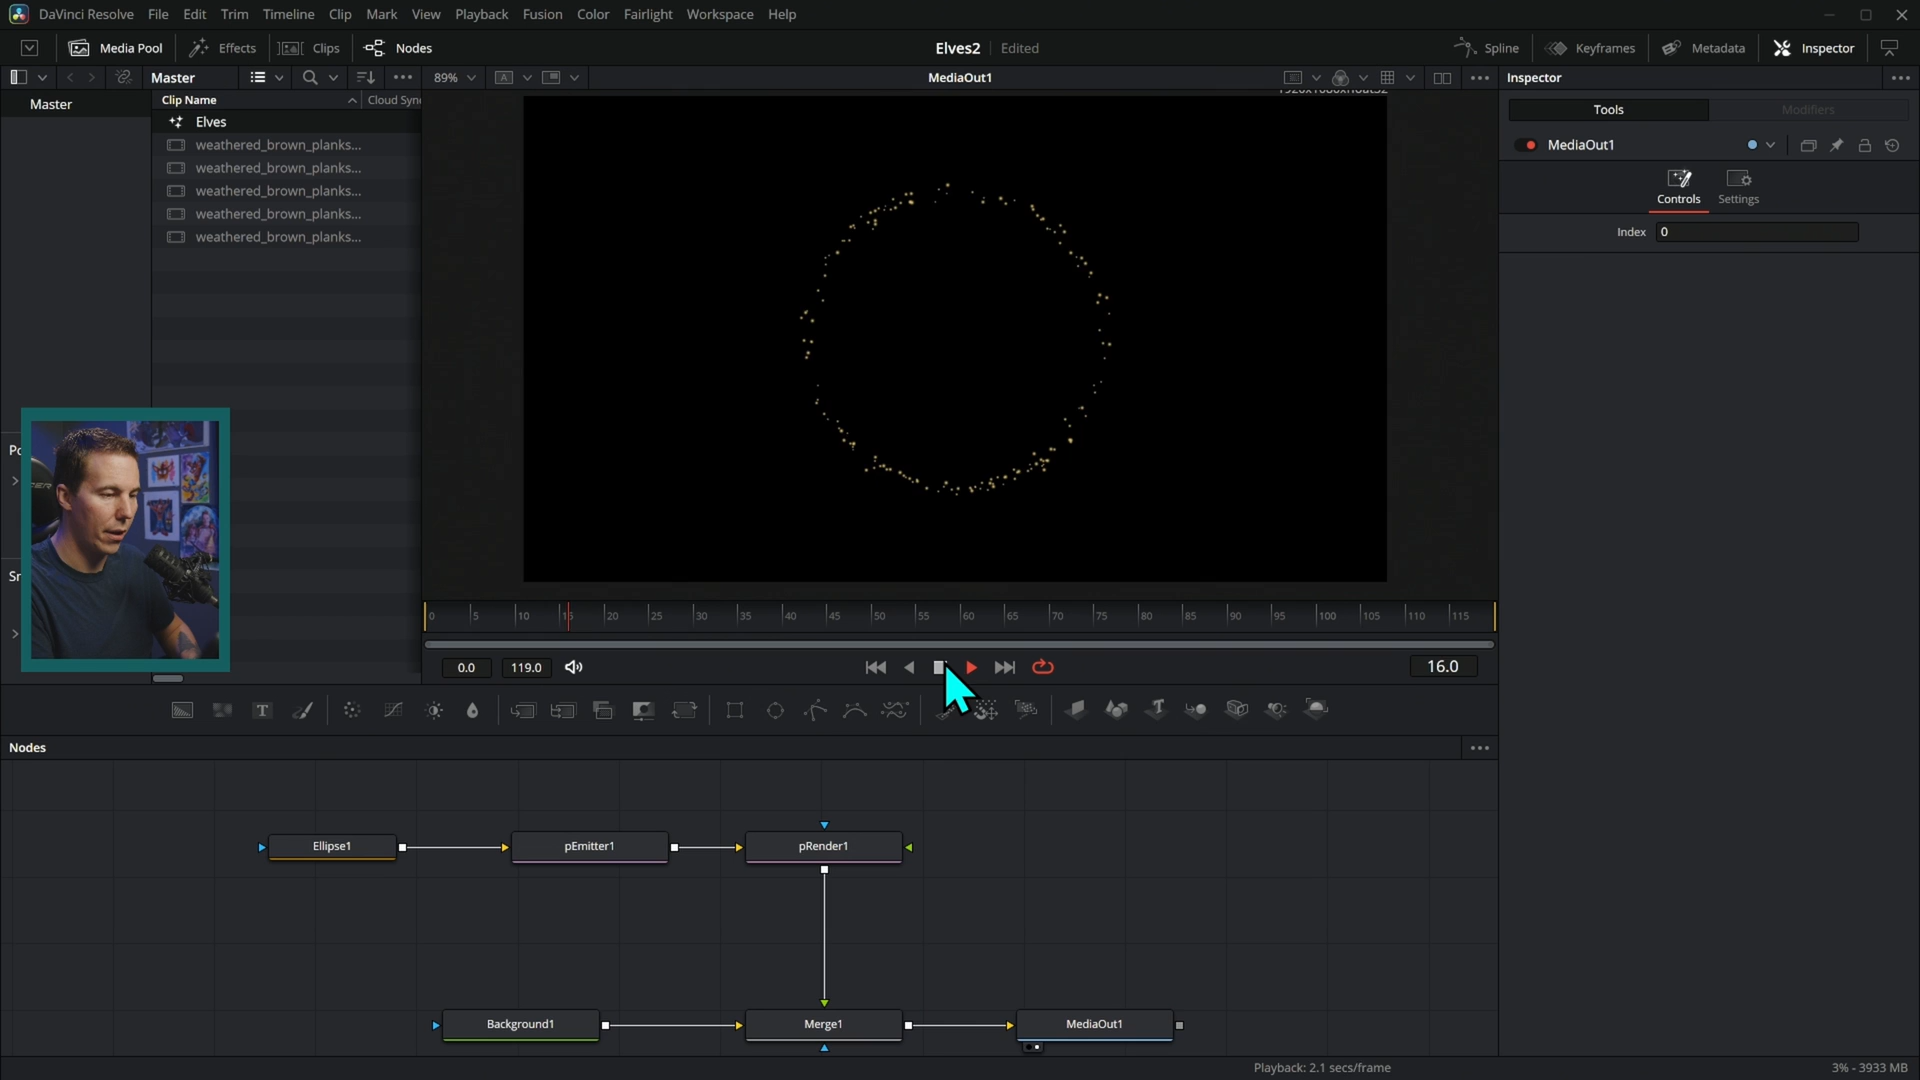 DaVinci Resolve File Edit Trim Timeline Clip Mark View Playback Fusion Color Fairlight Workspace Help
Media Pool Effects Clips Nodes Elves2 Edited Spline Keyframes Metadata Inspector
Master 89% MediaOut1 Inspector
Master Clip Name Cloud Sync
Tools Modifiers
Elves
MediaOut1
weathered_brown_planks...
weathered_brown_planks...
weathered_brown_planks...
weathered_brown_planks...
weathered_brown_planks...
Controls Settings
Index 0
Po
Sr
0 5 10 15 20 25 30 35 40 45 50 55 60 65 70 75 80 85 90 95 100 105 110 115
0.0 119.0 16.0
Nodes
Ellipse1 pEmitter1 pRender1
Background1 Merge1 MediaOut1
Playback: 2.1 secs/frame 3% - 3933 MB